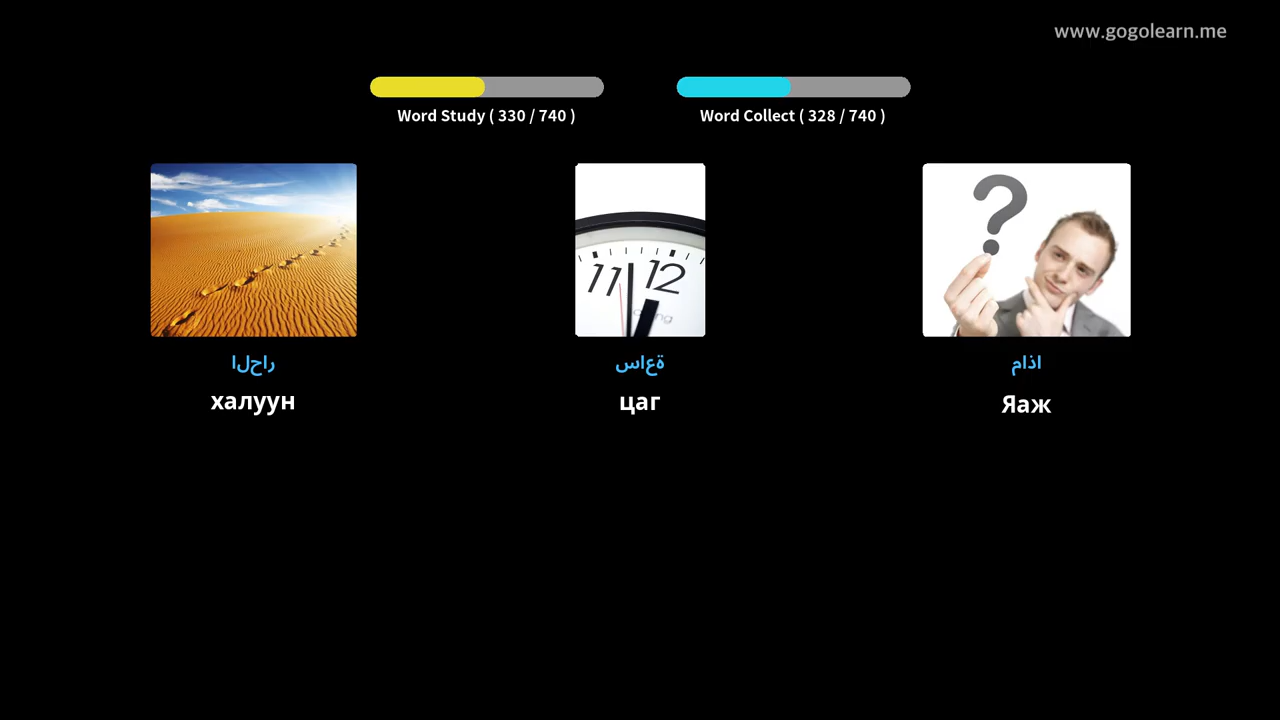 www.gogolearn.me
Word Study ( 330 / 740 )
Word Collect ( 328 / 740 )
11 12
?
راحلا
ةعاس
اذام
халуун
цаг
Яаж